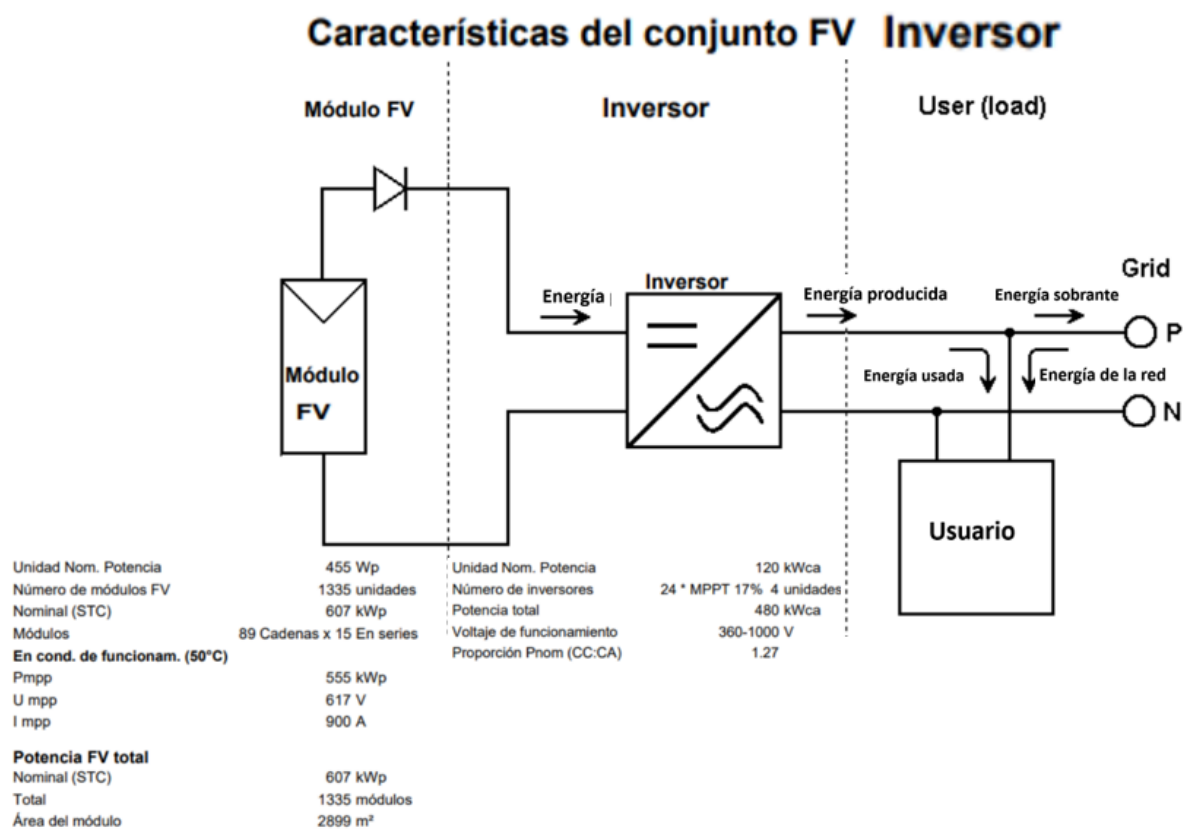 Características del conjunto FV Inversor
Módulo FV
Inversor
User (load)
Grid
Inversor
Energía
Energía producida
Energía sobrante
P
Energía usada
Energía de la red
N
Módulo
FV
Usuario
Unidad Nom. Potencia 455 Wp
Número de módulos FV 1335 unidades
Nominal (STC) 607 kWp
Módulos 89 Cadenas x 15 En series
En cond. de funcionam. (50°C)
Pmpp 555 kWp
U mpp 617 V
I mpp 900 A
Potencia FV total
Nominal (STC) 607 kWp
Total 1335 módulos
Área del módulo 2899 m²
Unidad Nom. Potencia 120 kWca
Número de inversores 24 * MPPT 17% 4 unidades
Potencia total 480 kWca
Voltaje de funcionamiento 360-1000 V
Proporción Pnom (CC:CA) 1.27